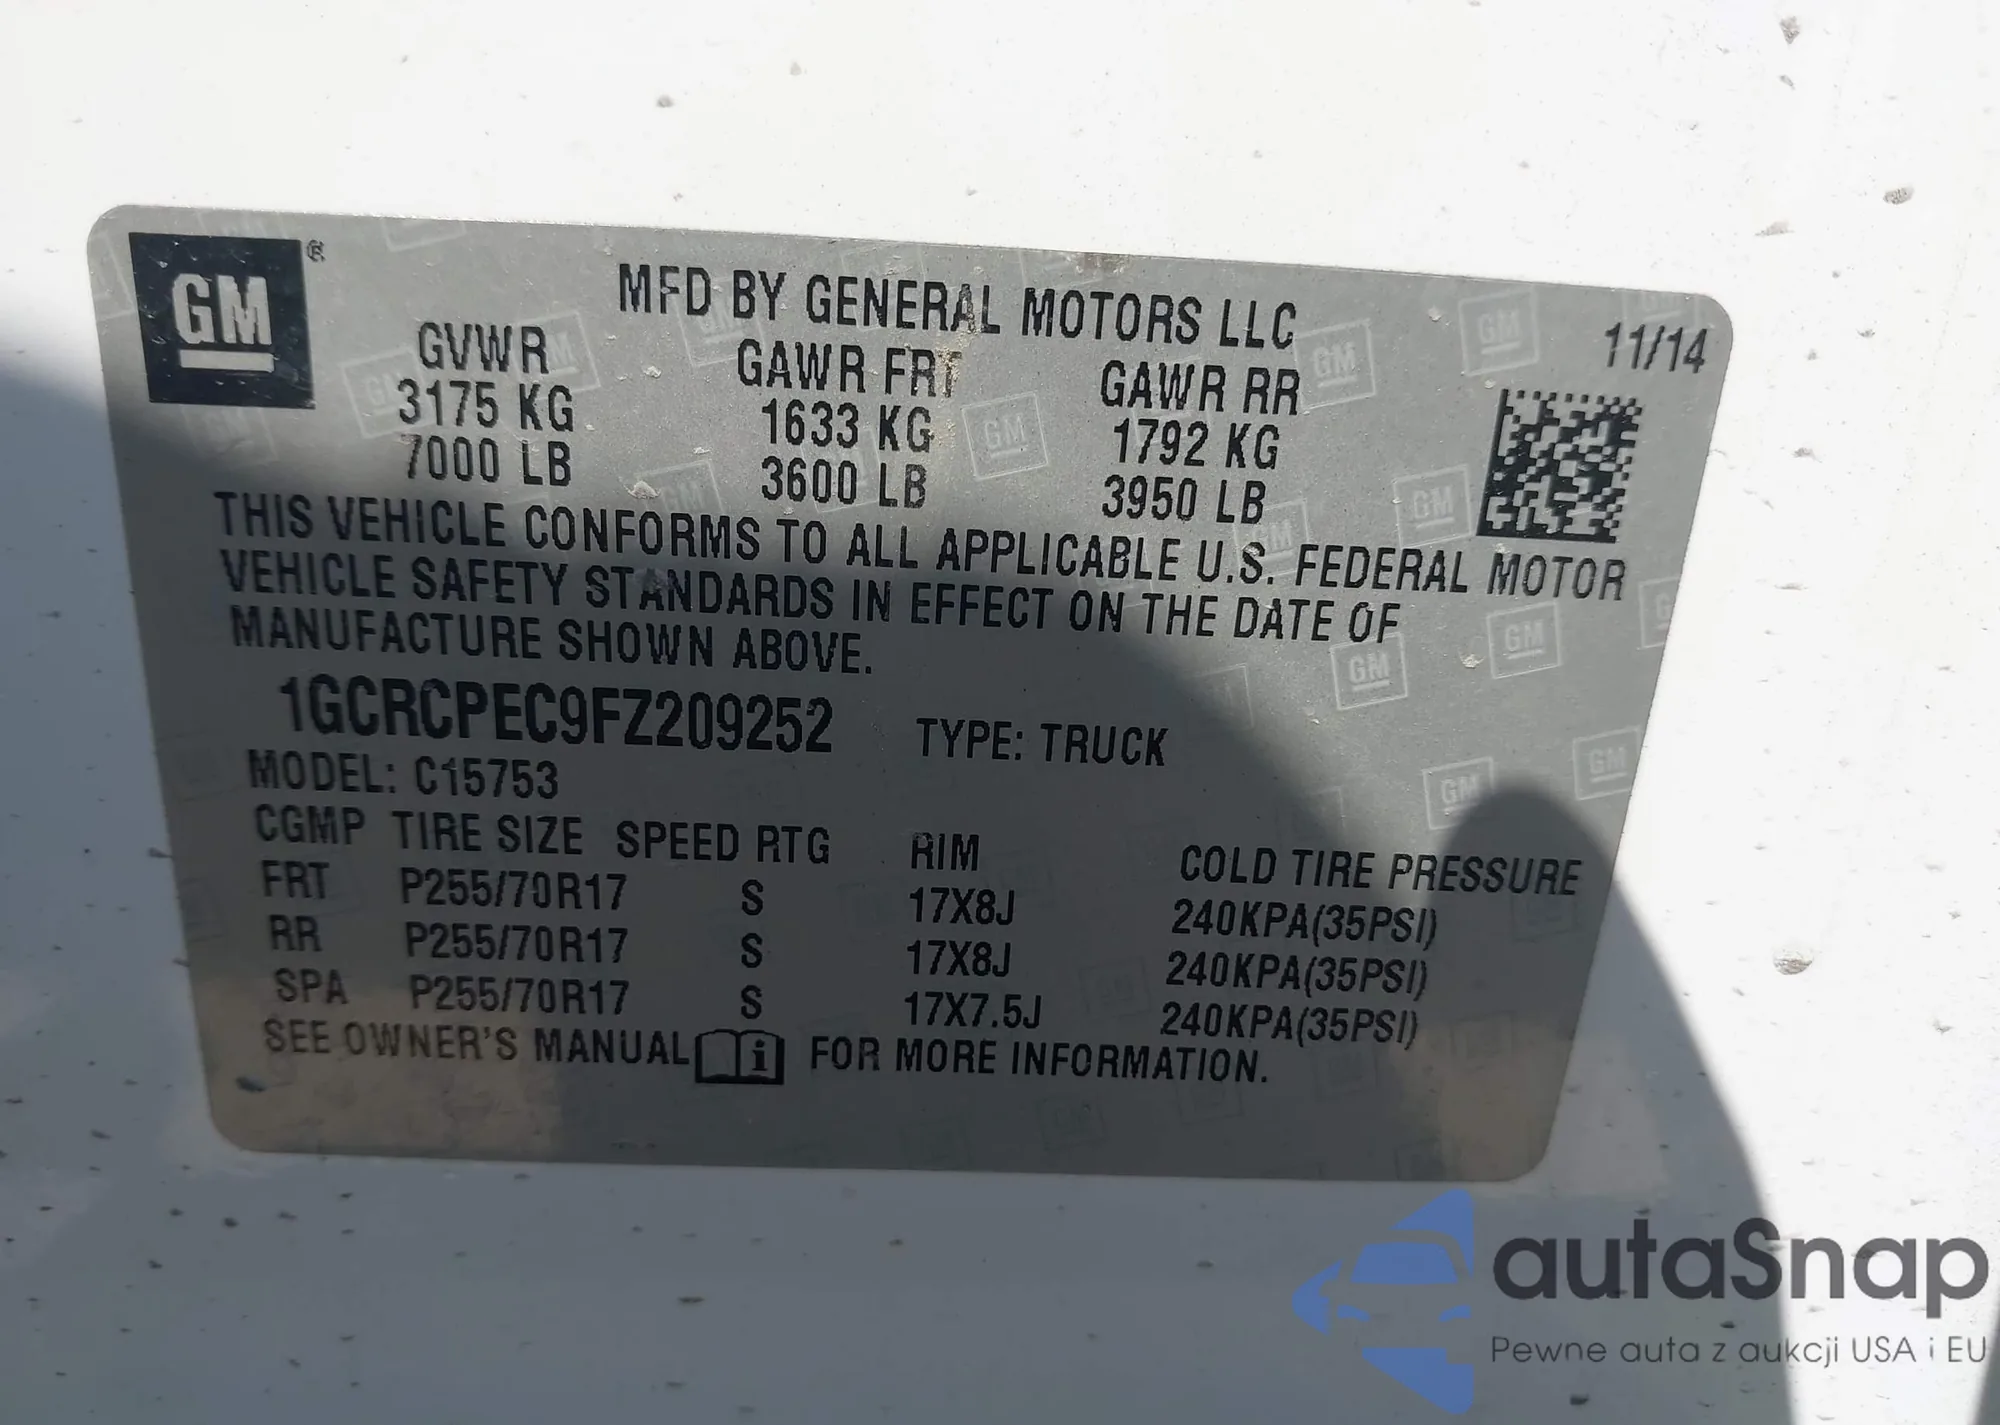 GM ®
MFD BY GENERAL MOTORS LLC
11/14
GVWR GAWR FRT GAWR RR
3175 KG 1633 KG 1792 KG
7000 LB 3600 LB 3950 LB
THIS VEHICLE CONFORMS TO ALL APPLICABLE U.S. FEDERAL MOTOR
VEHICLE SAFETY STANDARDS IN EFFECT ON THE DATE OF
MANUFACTURE SHOWN ABOVE.
1GCRCPEC9FZ209252 TYPE: TRUCK
MODEL: C15753
CGMP TIRE SIZE SPEED RTG RIM COLD TIRE PRESSURE
FRT P255/70R17 S 17X8J 240KPA(35PSI)
RR P255/70R17 S 17X8J 240KPA(35PSI)
SPA P255/70R17 S 17X7.5J 240KPA(35PSI)
SEE OWNER'S MANUAL i FOR MORE INFORMATION.
autaSnap
Pewne auta z aukcji USA i EU